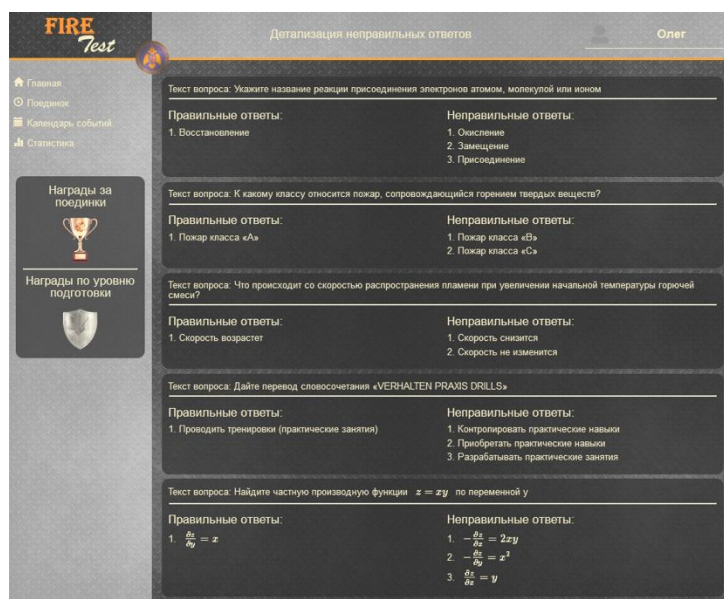 FIRE
Test
Детализация неправильных ответов
Олег
Главная
Поединок
Календарь событий
Статистика
Награды за
поединки
Награды по уровню
подготовки
Текст вопроса: Укажите название реакции присоединения электронов атомом, молекулой или ионом
Правильные ответы:
1. Восстановление
Неправильные ответы:
1. Окисление
2. Замещение
3. Присоединение
Текст вопроса: К какому классу относится пожар, сопровождающийся горением твердых веществ?
Правильные ответы:
1. Пожар класса «А»
Неправильные ответы:
1. Пожар класса «В»
2. Пожар класса «С»
Текст вопроса: Что происходит со скоростью распространения пламени при увеличении начальной температуры горючей
смеси?
Правильные ответы:
1. Скорость возрастет
Неправильные ответы:
1. Скорость снизится
2. Скорость не изменится
Текст вопроса: Дайте перевод словосочетания «VERHALTEN PRAXIS DRILLS»
Правильные ответы:
1. Проводить тренировки (практические занятия)
Неправильные ответы:
1. Контролировать практические навыки
2. Приобретать практические навыки
3. Разрабатывать практические занятия
Текст вопроса: Найдите частную производную функции z = xy по переменной y
Правильные ответы:
1. ∂z/∂y = x
Неправильные ответы:
1. −∂z/∂x = 2xy
2. −∂z/∂y = x²
3. ∂z/∂x = y